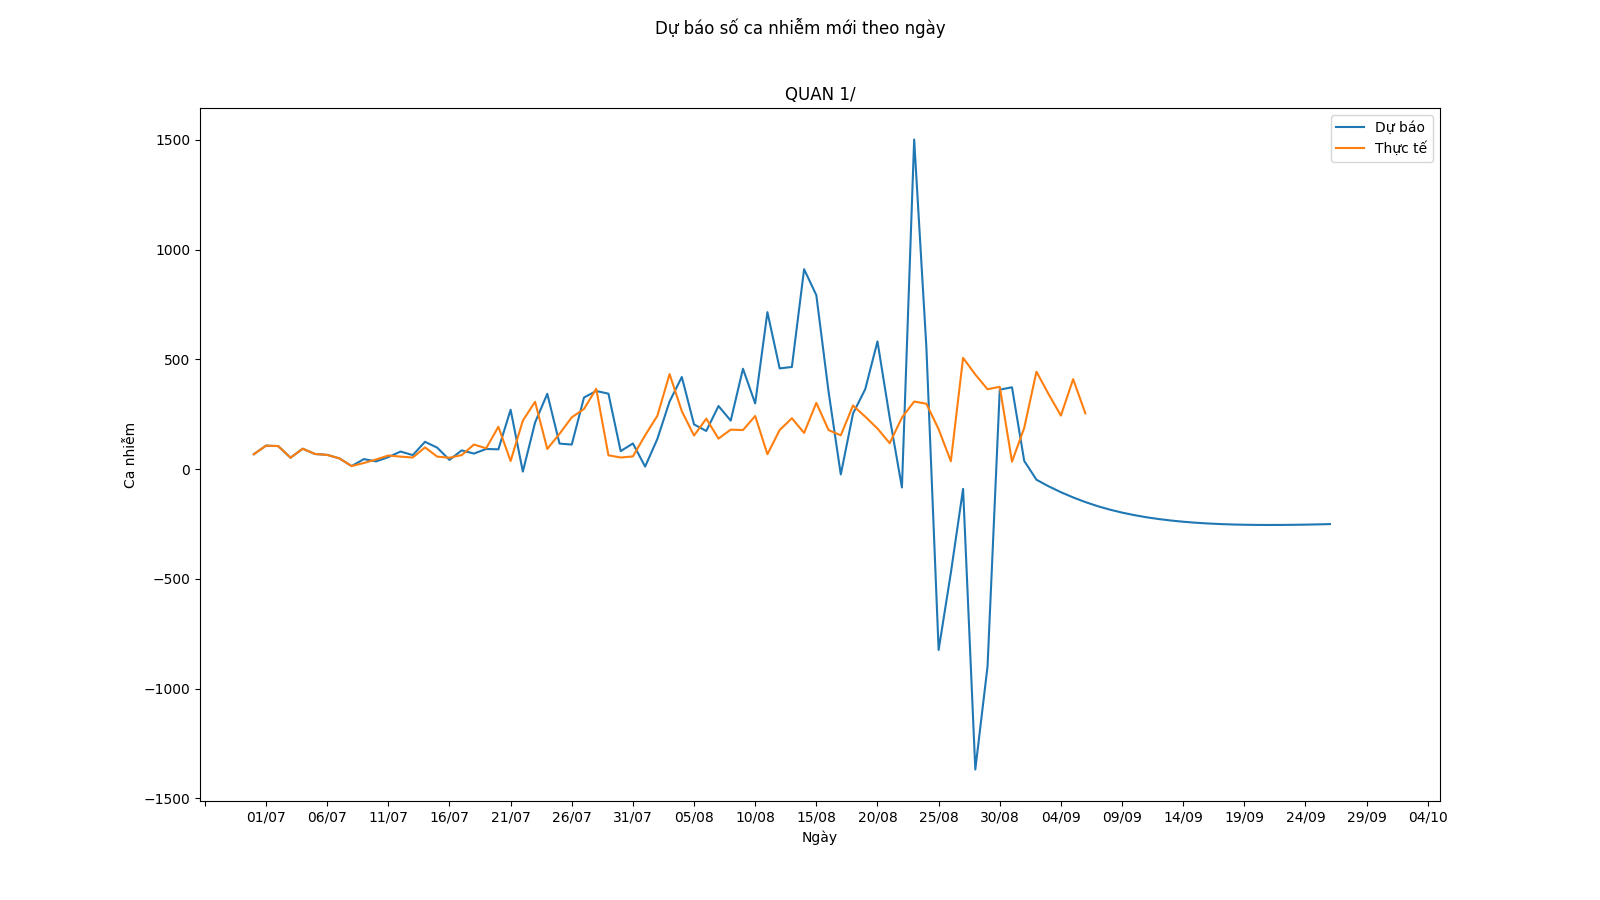 Dự báo số ca nhiễm mới theo ngày
QUAN 1/
Dự báo
Thực tế
1500
1000
500
0
−500
−1000
−1500
Ca nhiễm
01/07 06/07 11/07 16/07 21/07 26/07 31/07 05/08 10/08 15/08 20/08 25/08 30/08 04/09 09/09 14/09 19/09 24/09 29/09 04/10
Ngày